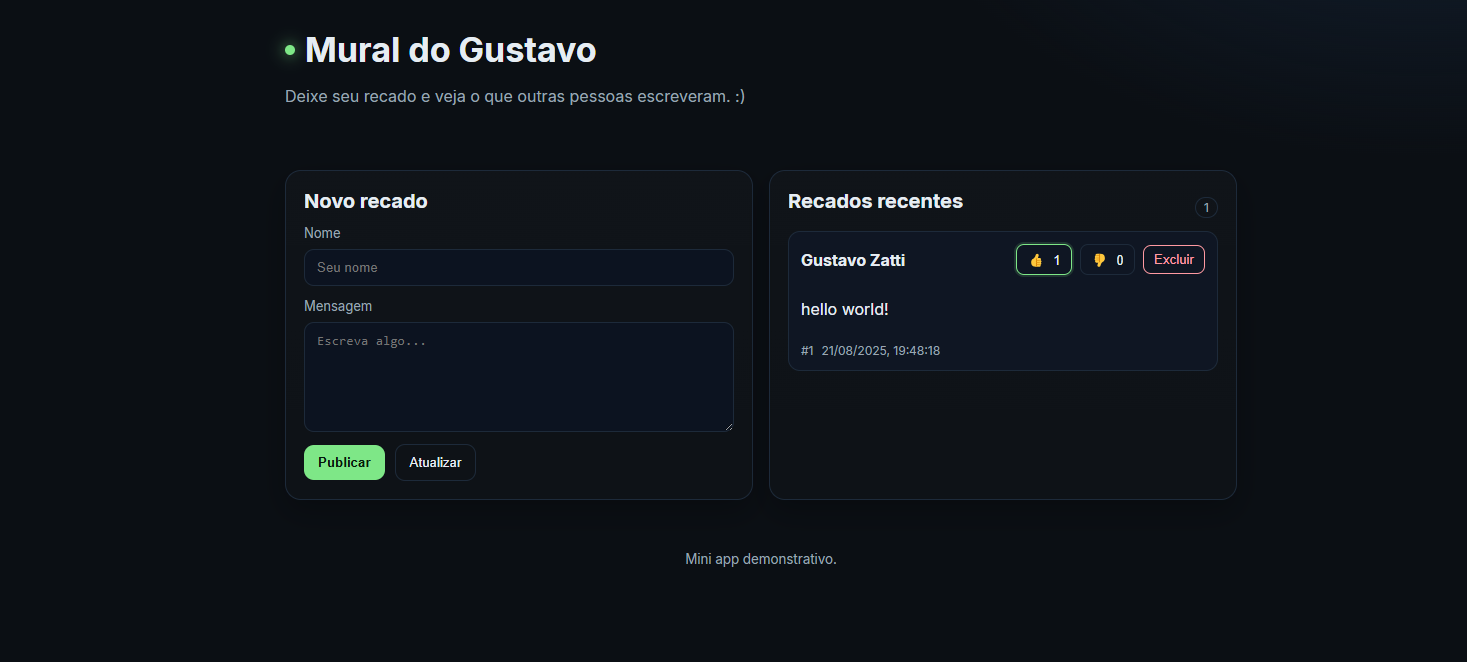 Mural do Gustavo
Deixe seu recado e veja o que outras pessoas escreveram. :)
Novo recado
Nome
Seu nome
Mensagem
Escreva algo...
Publicar Atualizar
Recados recentes
1
Gustavo Zatti 👍 1 👎 0 Excluir
hello world!
#1 21/08/2025, 19:48:18
Mini app demonstrativo.